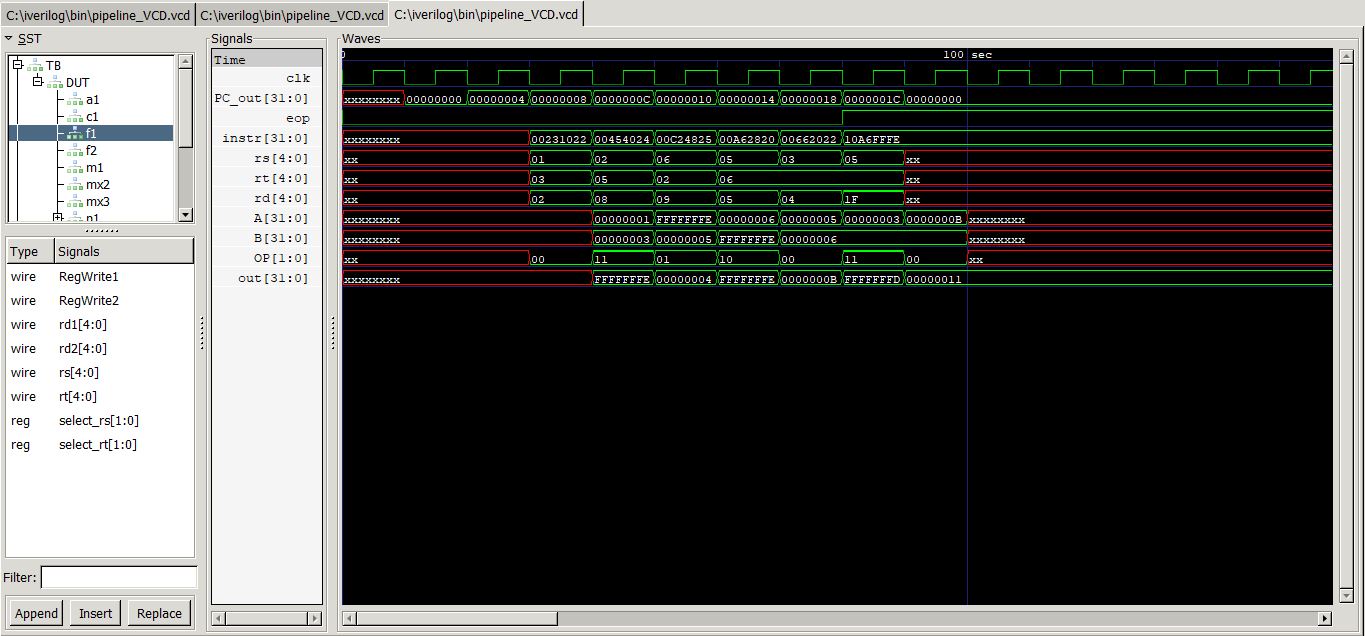 C:\iverilog\bin\pipeline_VCD.vcd C:\iverilog\bin\pipeline_VCD.vcd C:\iverilog\bin\pipeline_VCD.vcd
SST
TB
DUT
a1
c1
f1
f2
m1
mx2
mx3
Type Signals
wire RegWrite1
wire RegWrite2
wire rd1[4:0]
wire rd2[4:0]
wire rs[4:0]
wire rt[4:0]
reg select_rs[1:0]
reg select_rt[1:0]
Filter:
Append Insert Replace
Signals
Waves
Time 0 100 sec
clk
PC_out[31:0] xxxxxxxx 00000000 00000004 00000008 0000000C 00000010 00000014 00000018 0000001C 00000000
eop
instr[31:0] xxxxxxxx 00231022 00454024 00C24825 00A62820 00662022 10A6FFFE
rs[4:0] xx 01 02 06 05 03 05 xx
rt[4:0] xx 03 05 02 06 xx
rd[4:0] xx 02 08 09 05 04 1F xx
A[31:0] xxxxxxxx 00000001 FFFFFFFE 00000006 00000005 00000003 0000000B xxxxxxxx
B[31:0] xxxxxxxx 00000003 00000005 FFFFFFFE 00000006 xxxxxxxx
OP[1:0] xx 00 11 01 10 00 11 00 xx
out[31:0] xxxxxxxx FFFFFFFE 00000004 FFFFFFFE 0000000B FFFFFFFD 00000011